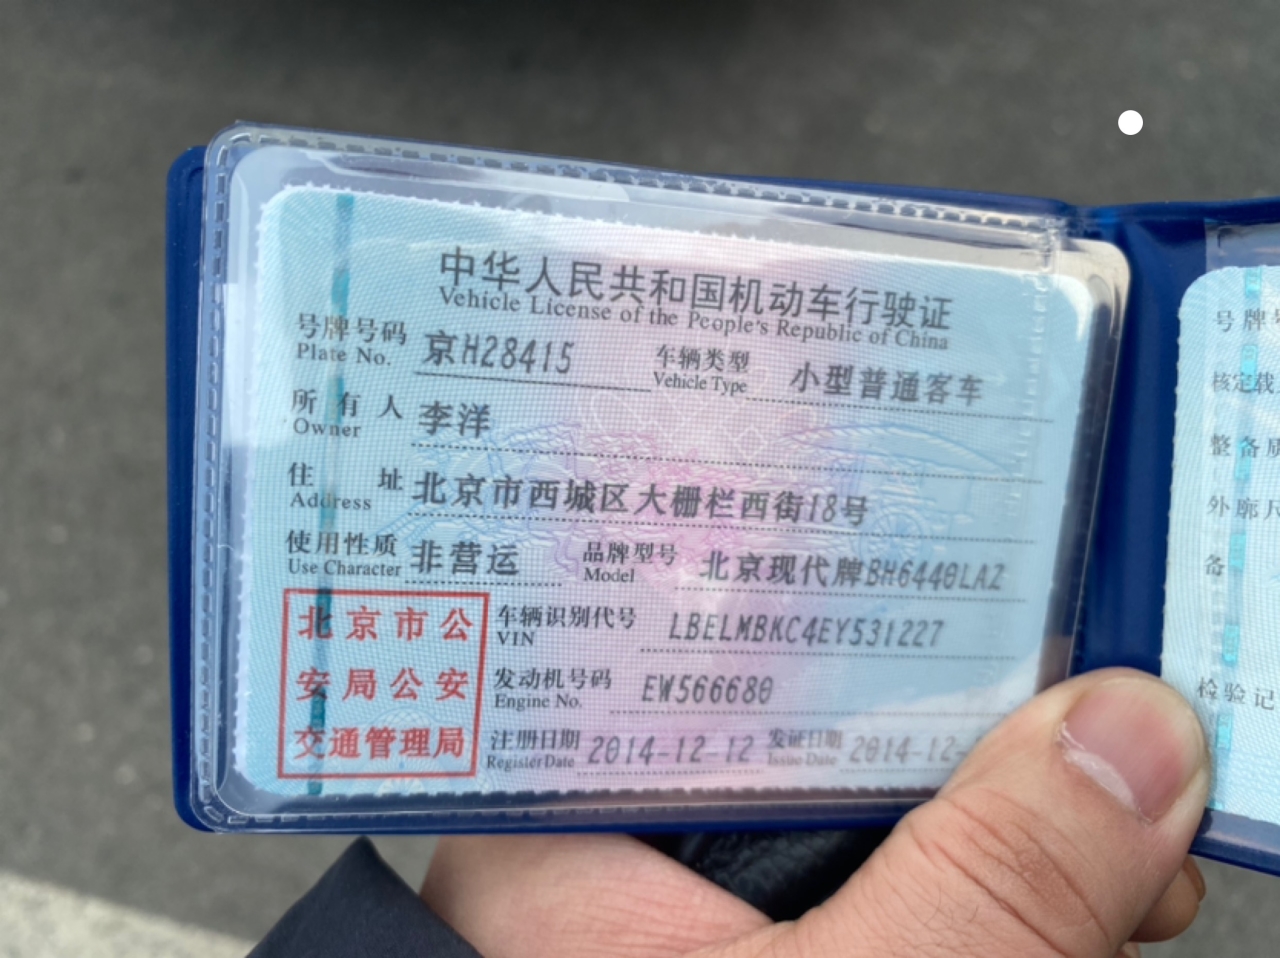 中华人民共和国机动车行驶证
Vehicle License of the People's Republic of China
号牌号码 京H28415 车辆类型 小型普通客车
Plate No. Vehicle Type
所有人 李洋
Owner
住址 北京市西城区大栅栏西街18号
Address
使用性质 非营运 品牌型号 北京现代牌BH6440LAZ
Use Character Model
北京市公
安局公安
交通管理局
车辆识别代号 LBELMBKC4EY531227
VIN
发动机号码 EW566680
Engine No.
注册日期 2014-12-12 发证日期 2014-12-
Register Date Issue Date
号牌
核定载
整备质
外廓尺
备
检验记